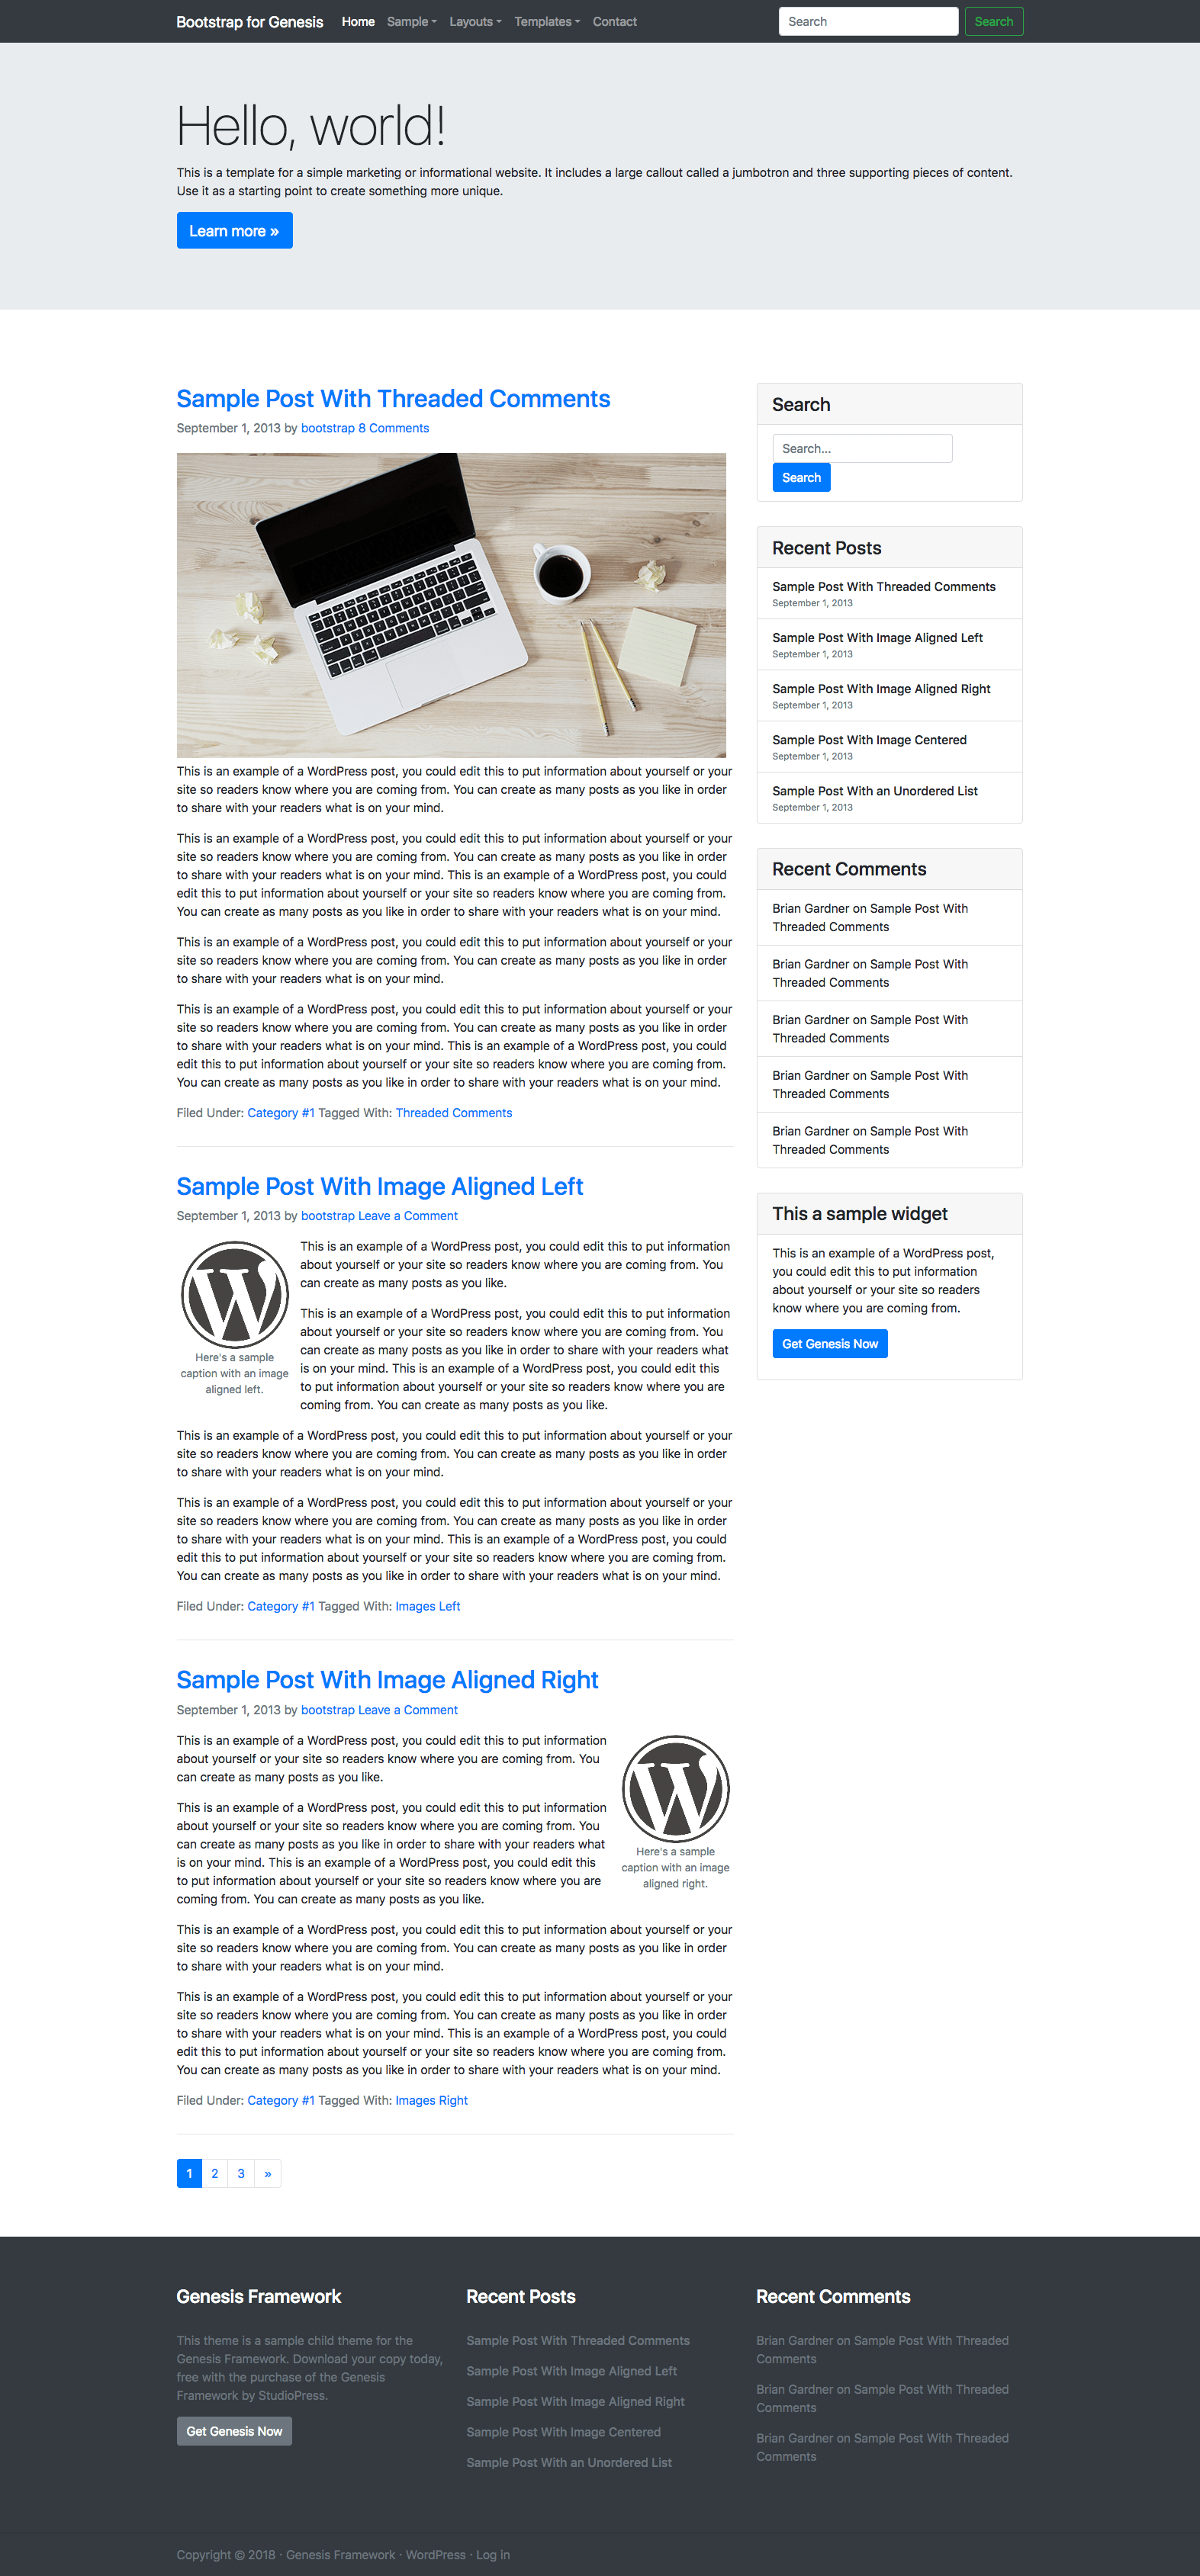 Bootstrap for Genesis Home Sample Layouts Templates Contact Search Search
Hello, world!
This is a template for a simple marketing or informational website. It includes a large callout called a jumbotron and three supporting pieces of content.
Use it as a starting point to create something more unique.
Learn more »
Sample Post With Threaded Comments
September 1, 2013 by bootstrap 8 Comments
This is an example of a WordPress post, you could edit this to put information about yourself or your
site so readers know where you are coming from. You can create as many posts as you like in order
to share with your readers what is on your mind.
This is an example of a WordPress post, you could edit this to put information about yourself or your
site so readers know where you are coming from. You can create as many posts as you like in order
to share with your readers what is on your mind. This is an example of a WordPress post, you could
edit this to put information about yourself or your site so readers know where you are coming from.
You can create as many posts as you like in order to share with your readers what is on your mind.
This is an example of a WordPress post, you could edit this to put information about yourself or your
site so readers know where you are coming from. You can create as many posts as you like in order
to share with your readers what is on your mind.
This is an example of a WordPress post, you could edit this to put information about yourself or your
site so readers know where you are coming from. You can create as many posts as you like in order
to share with your readers what is on your mind. This is an example of a WordPress post, you could
edit this to put information about yourself or your site so readers know where you are coming from.
You can create as many posts as you like in order to share with your readers what is on your mind.
Filed Under: Category #1 Tagged With: Threaded Comments
Sample Post With Image Aligned Left
September 1, 2013 by bootstrap Leave a Comment
Here's a sample
caption with an image
aligned left.
This is an example of a WordPress post, you could edit this to put information
about yourself or your site so readers know where you are coming from. You
can create as many posts as you like.
This is an example of a WordPress post, you could edit this to put information
about yourself or your site so readers know where you are coming from. You
can create as many posts as you like in order to share with your readers what
is on your mind. This is an example of a WordPress post, you could edit this
to put information about yourself or your site so readers know where you are
coming from. You can create as many posts as you like.
This is an example of a WordPress post, you could edit this to put information about yourself or your
site so readers know where you are coming from. You can create as many posts as you like in order
to share with your readers what is on your mind.
This is an example of a WordPress post, you could edit this to put information about yourself or your
site so readers know where you are coming from. You can create as many posts as you like in order
to share with your readers what is on your mind. This is an example of a WordPress post, you could
edit this to put information about yourself or your site so readers know where you are coming from.
You can create as many posts as you like in order to share with your readers what is on your mind.
Filed Under: Category #1 Tagged With: Images Left
Sample Post With Image Aligned Right
September 1, 2013 by bootstrap Leave a Comment
This is an example of a WordPress post, you could edit this to put information
about yourself or your site so readers know where you are coming from. You
can create as many posts as you like.
This is an example of a WordPress post, you could edit this to put information
about yourself or your site so readers know where you are coming from. You
can create as many posts as you like in order to share with your readers what
is on your mind. This is an example of a WordPress post, you could edit this
to put information about yourself or your site so readers know where you are
coming from. You can create as many posts as you like.
Here's a sample
caption with an image
aligned right.
This is an example of a WordPress post, you could edit this to put information about yourself or your
site so readers know where you are coming from. You can create as many posts as you like in order
to share with your readers what is on your mind.
This is an example of a WordPress post, you could edit this to put information about yourself or your
site so readers know where you are coming from. You can create as many posts as you like in order
to share with your readers what is on your mind. This is an example of a WordPress post, you could
edit this to put information about yourself or your site so readers know where you are coming from.
You can create as many posts as you like in order to share with your readers what is on your mind.
Filed Under: Category #1 Tagged With: Images Right
1 2 3 »
Search
Search...
Search
Recent Posts
Sample Post With Threaded Comments
September 1, 2013
Sample Post With Image Aligned Left
September 1, 2013
Sample Post With Image Aligned Right
September 1, 2013
Sample Post With Image Centered
September 1, 2013
Sample Post With an Unordered List
September 1, 2013
Recent Comments
Brian Gardner on Sample Post With
Threaded Comments
Brian Gardner on Sample Post With
Threaded Comments
Brian Gardner on Sample Post With
Threaded Comments
Brian Gardner on Sample Post With
Threaded Comments
Brian Gardner on Sample Post With
Threaded Comments
This a sample widget
This is an example of a WordPress post,
you could edit this to put information
about yourself or your site so readers
know where you are coming from.
Get Genesis Now
Genesis Framework
This theme is a sample child theme for the
Genesis Framework. Download your copy today,
free with the purchase of the Genesis
Framework by StudioPress.
Get Genesis Now
Recent Posts
Sample Post With Threaded Comments
Sample Post With Image Aligned Left
Sample Post With Image Aligned Right
Sample Post With Image Centered
Sample Post With an Unordered List
Recent Comments
Brian Gardner on Sample Post With Threaded
Comments
Brian Gardner on Sample Post With Threaded
Comments
Brian Gardner on Sample Post With Threaded
Comments
Copyright © 2018 · Genesis Framework · WordPress · Log in